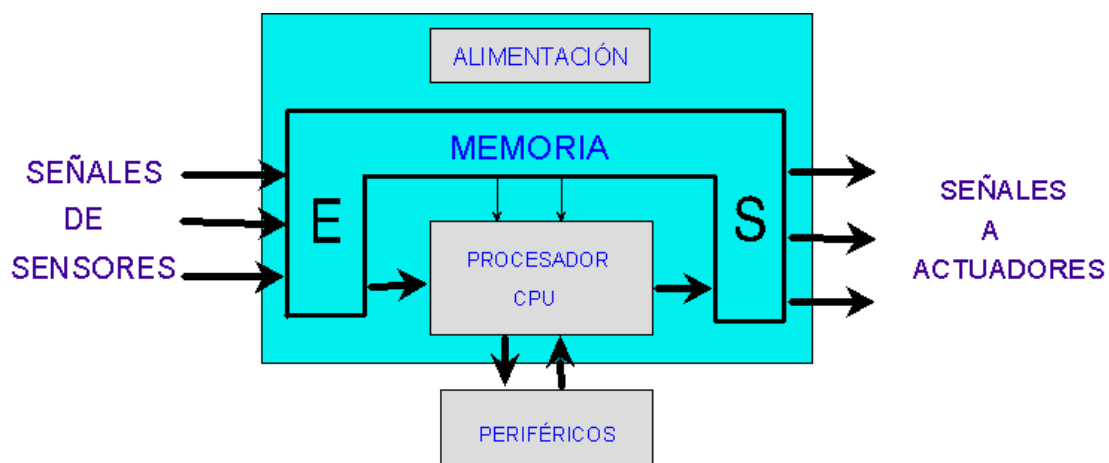 ALIMENTACIÓN
MEMORIA
SEÑALES
DE
SENSORES
E
PROCESADOR
CPU
S
SEÑALES
A
ACTUADORES
PERIFÉRICOS